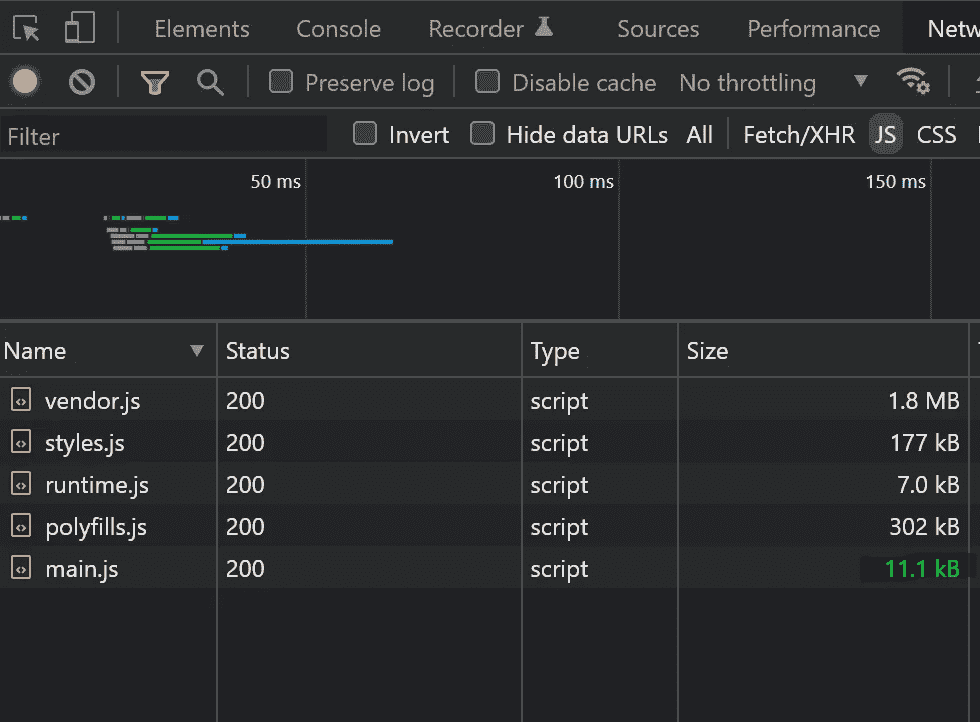 Elements Console Recorder Sources Performance Netw
Preserve log Disable cache No throttling
Filter Invert Hide data URLs All Fetch/XHR JS CSS
50 ms 100 ms 150 ms
Name Status Type Size
vendor.js 200 script 1.8 MB
styles.js 200 script 177 kB
runtime.js 200 script 7.0 kB
polyfills.js 200 script 302 kB
main.js 200 script 11.1 kB